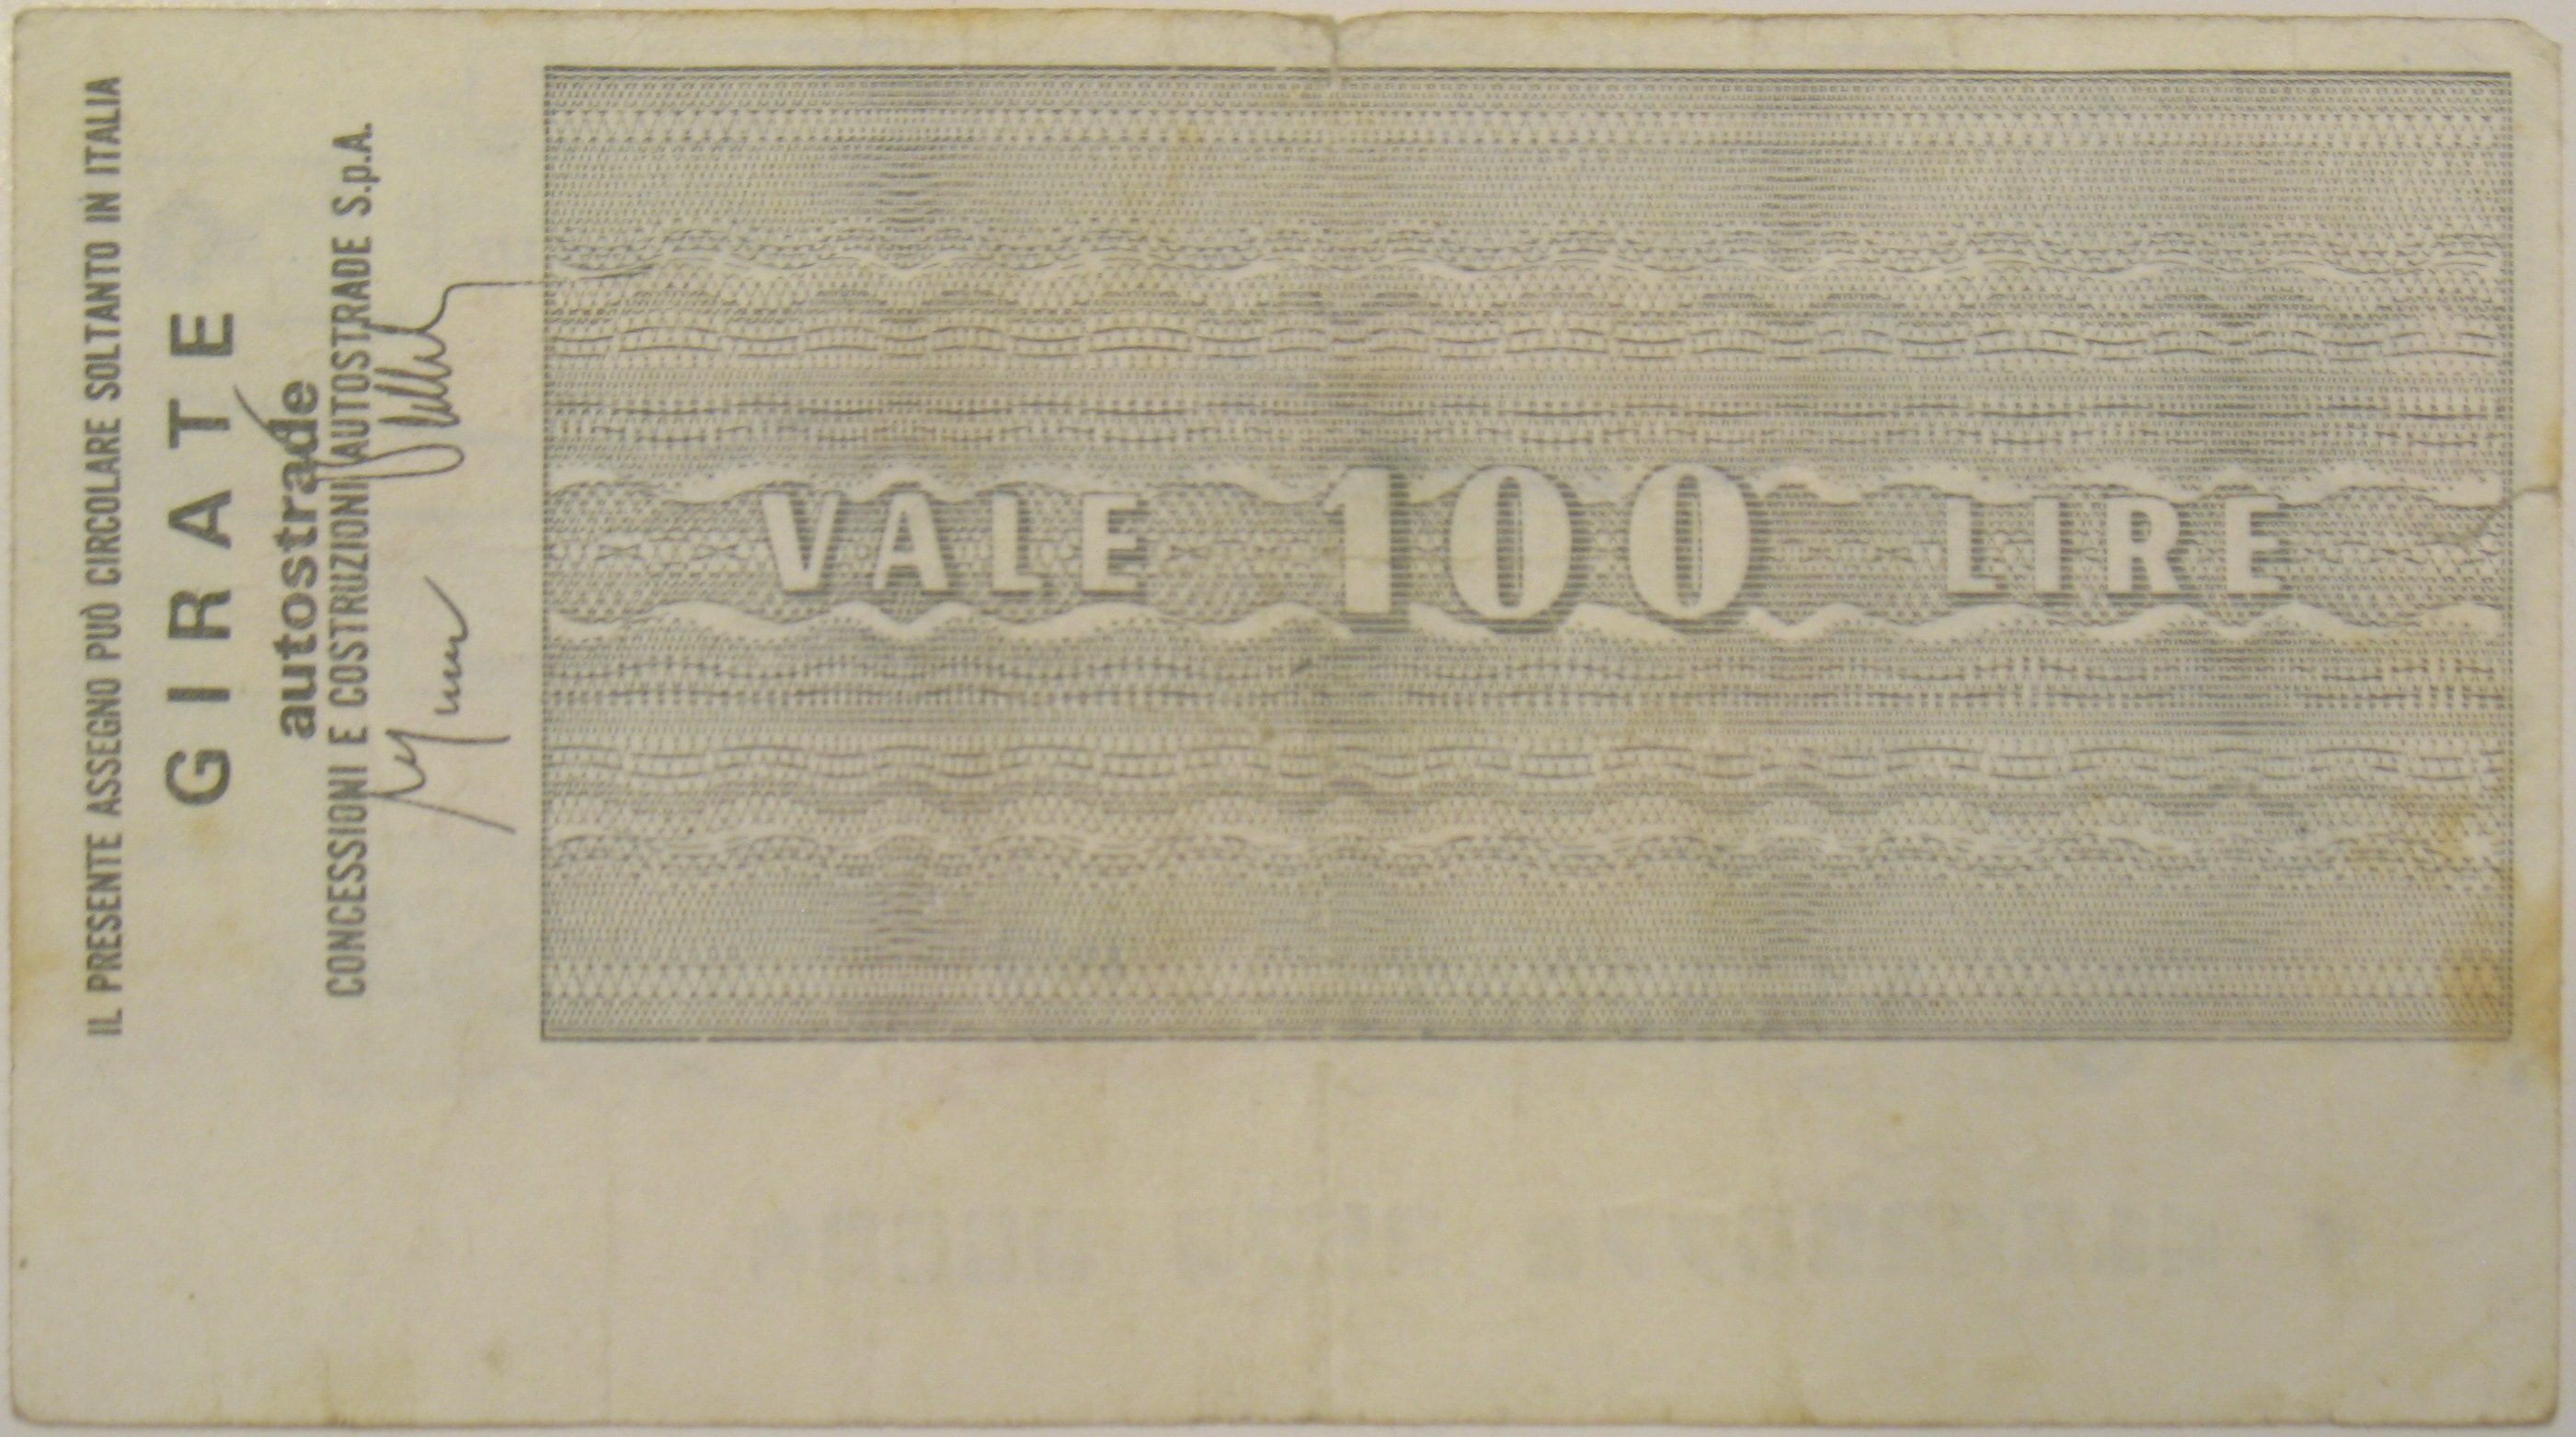 IL PRESENTE ASSEGNO PUÒ CIRCOLARE SOLTANTO IN ITALIA
GIRATE
autostrade
CONCESSIONI E COSTRUZIONI AUTOSTRADE S.p.A.
VALE 100 LIRE